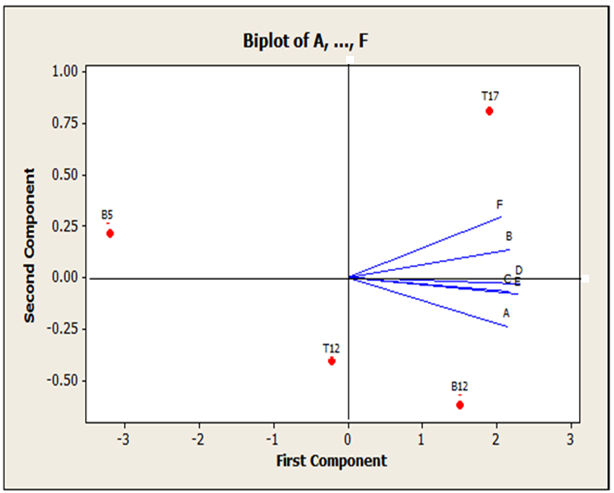 Biplot of A, ..., F
1.00
T17
0.75
0.50
Second Component
B5
F
0.25
B
D
0.00
C
E
A
-0.25
T12
B12
-0.50
-3 -2 -1 0 1 2 3
First Component